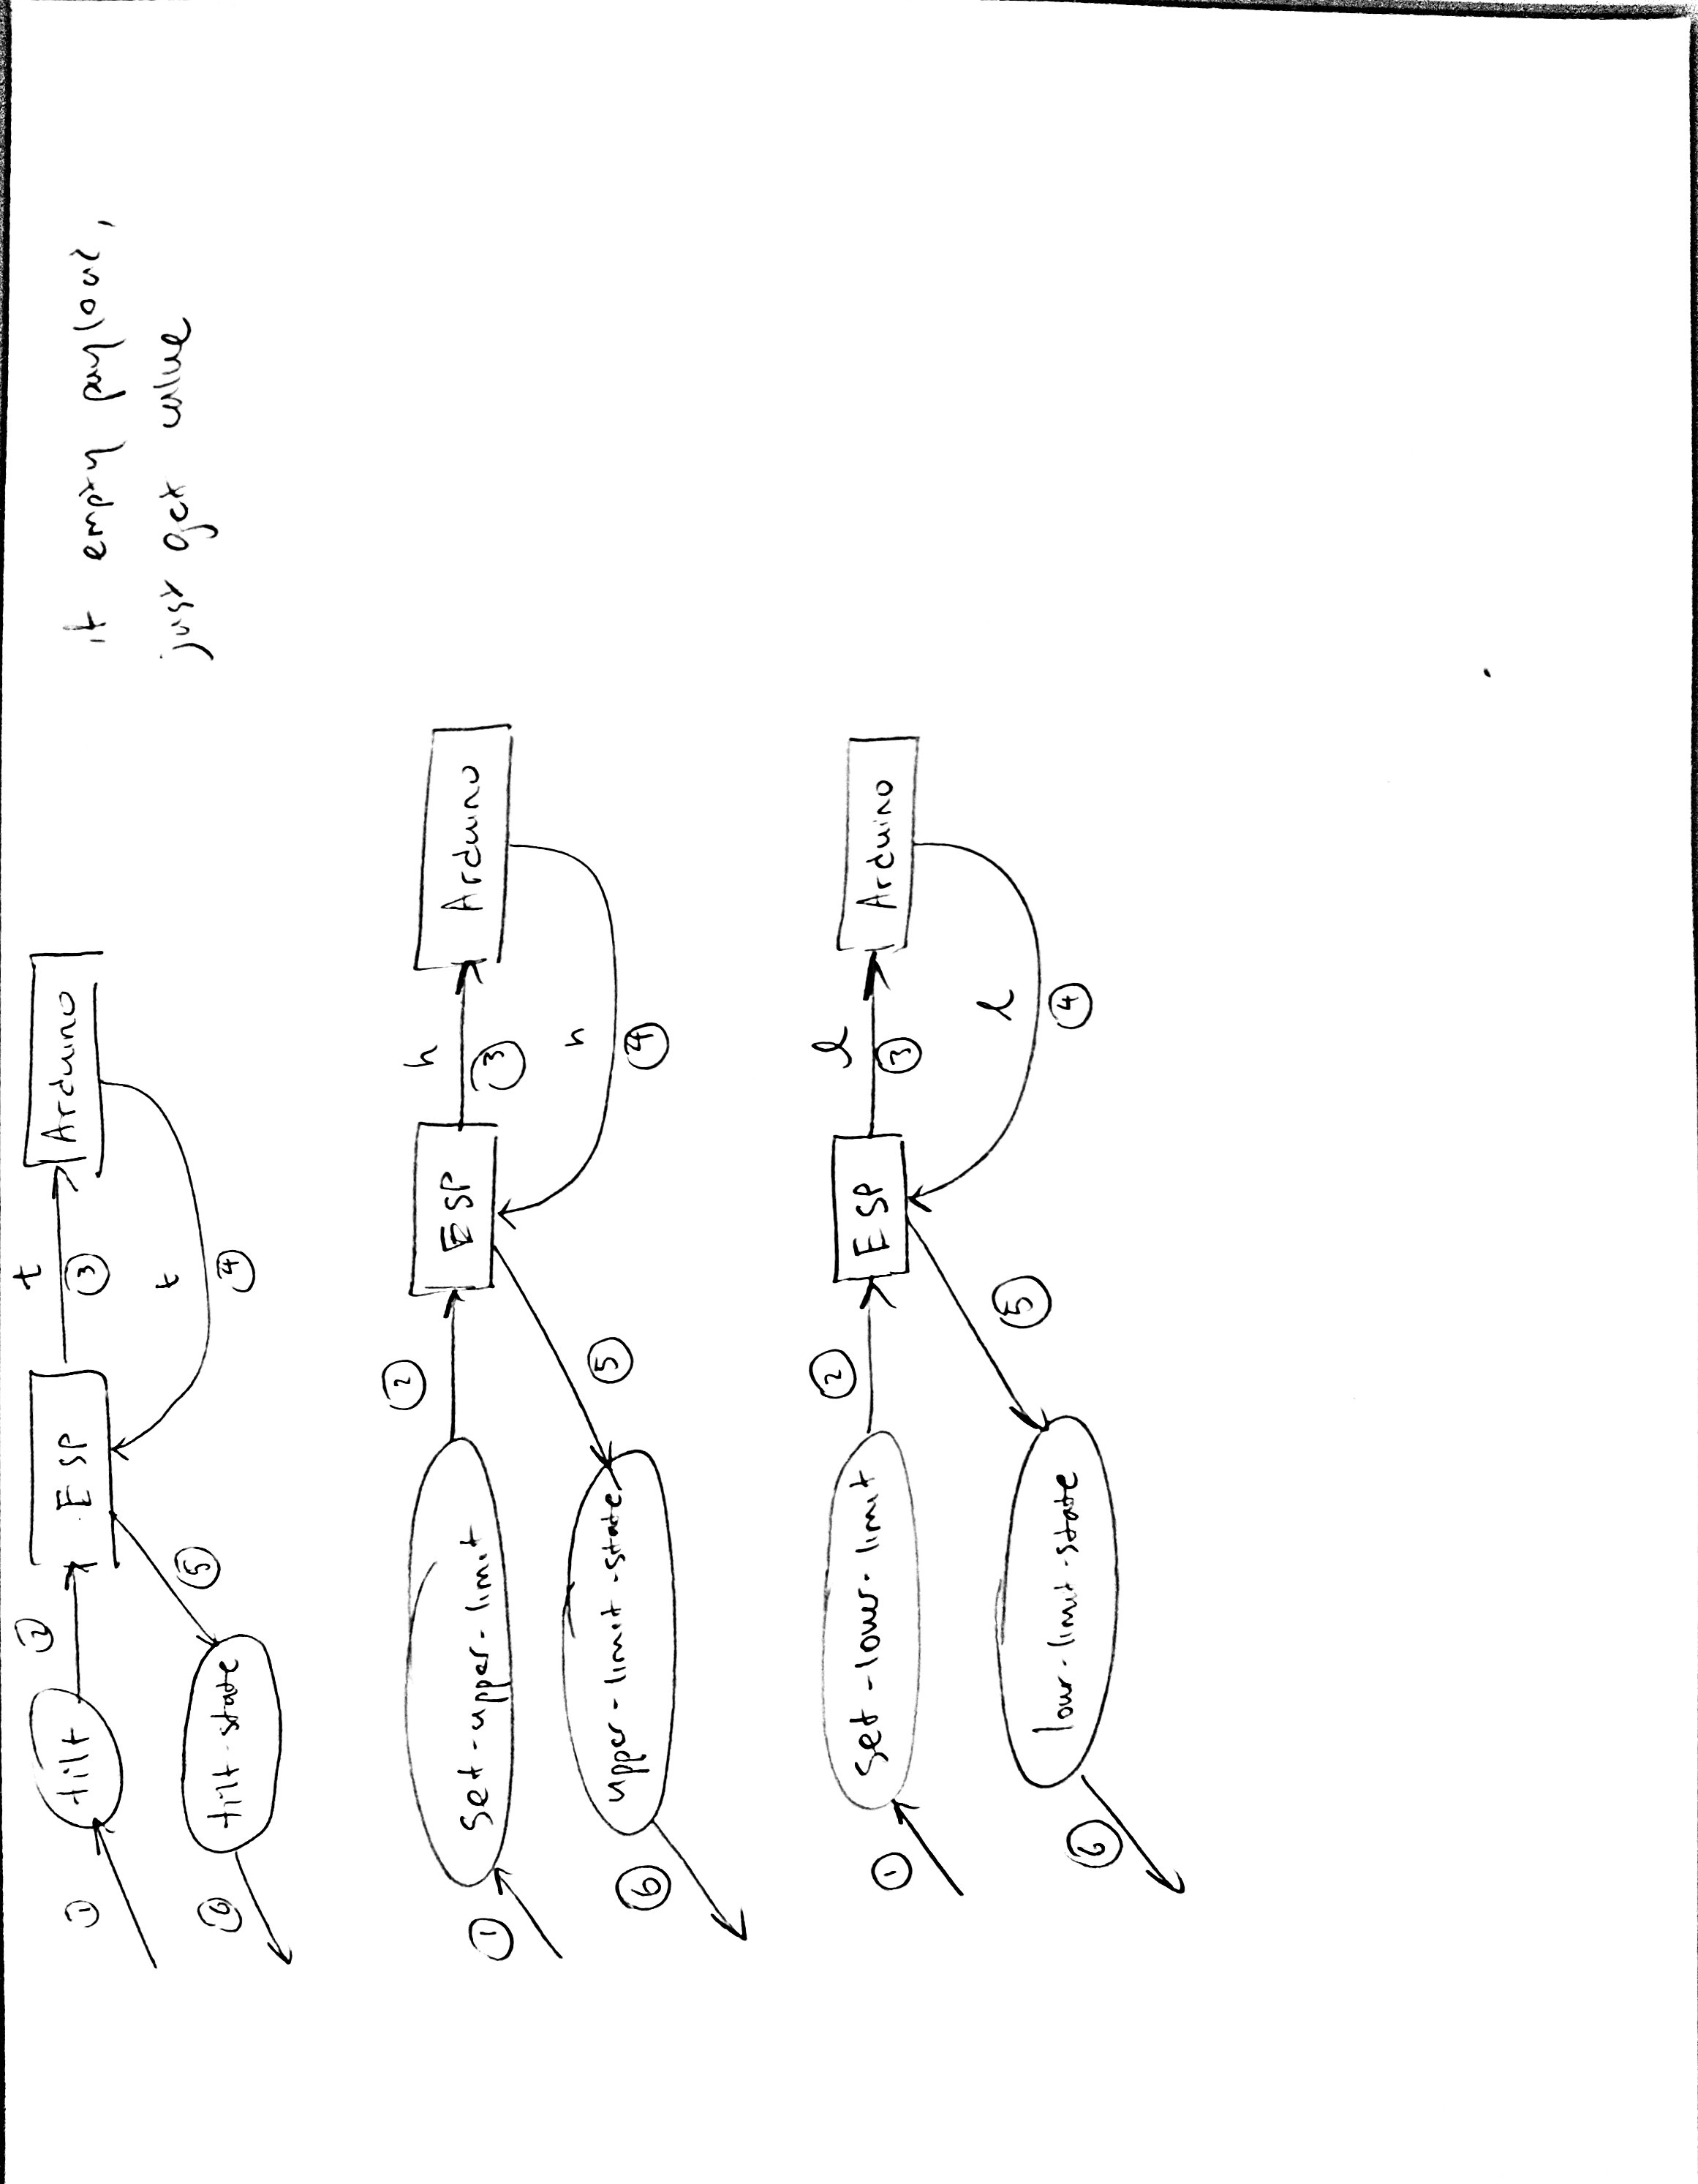 if empty payload,
just get value
① tilt ② ESP t ③ Arduino
t ④
⑤
⑥ tilt-state
① set-upper-limit ② ESP h ③ Arduino
h ④
⑤
⑥ upper-limit-state
① set-low-limit ② ESP l ③ Arduino
l ④
⑤
⑥ low-limit-state